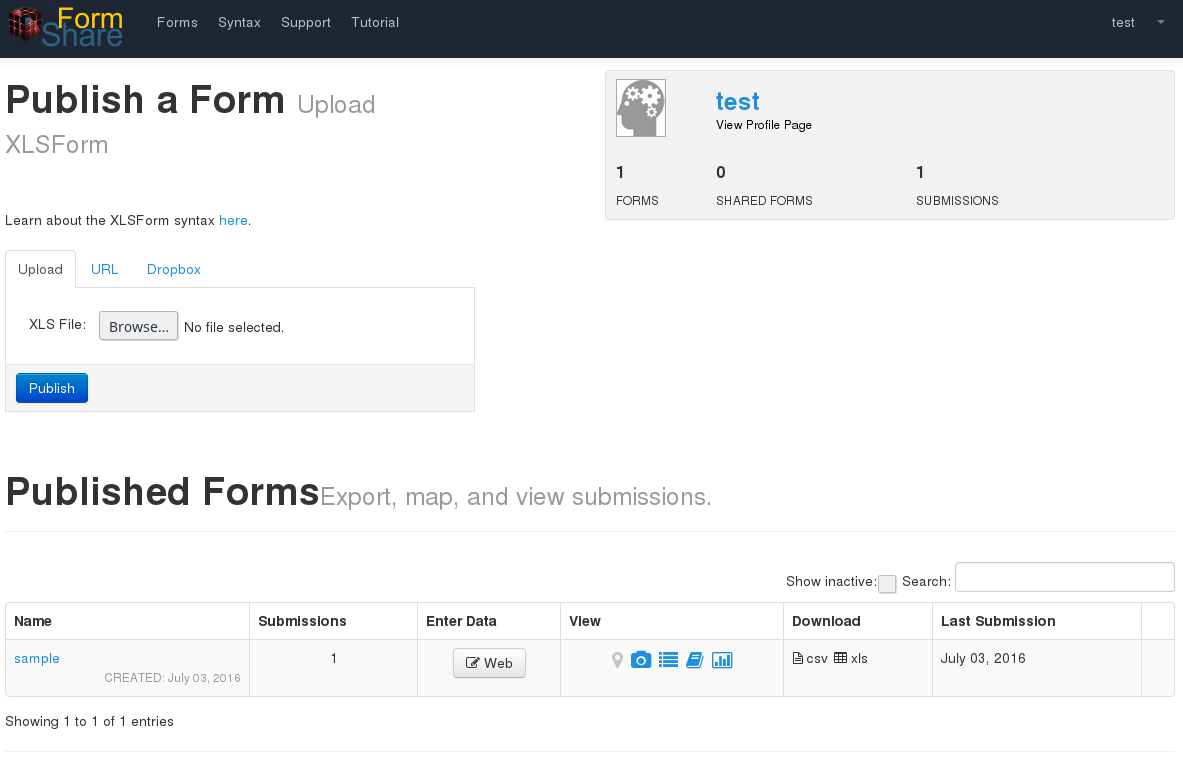 Form
Share
Forms Syntax Support Tutorial
test
Publish a Form Upload
XLSForm
test
View Profile Page
1 0 1
FORMS SHARED FORMS SUBMISSIONS
Learn about the XLSForm syntax here.
Upload URL Dropbox
XLS File: Browse... No file selected.
Publish
Published FormsExport, map, and view submissions.
Show inactive: Search:
Name Submissions Enter Data View Download Last Submission
sample 1 Web csv xls July 03, 2016
CREATED: July 03, 2016
Showing 1 to 1 of 1 entries